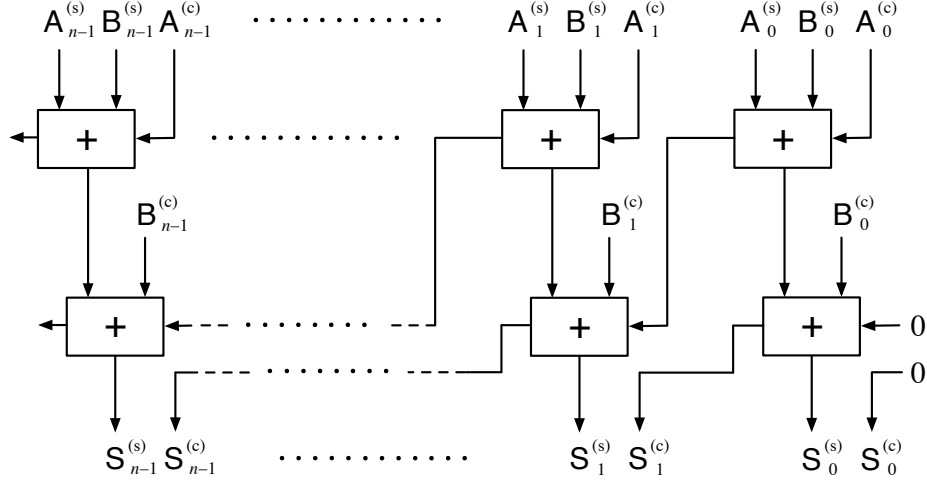 A^{(s)}_{n–1} B^{(s)}_{n–1} A^{(c)}_{n–1} ............ A^{(s)}_{1} B^{(s)}_{1} A^{(c)}_{1} A^{(s)}_{0} B^{(s)}_{0} A^{(c)}_{0}
+ ............ + +
B^{(c)}_{n–1} B^{(c)}_{1} B^{(c)}_{0}
+ ........ + + 0
........ 0
S^{(s)}_{n–1} S^{(c)}_{n–1} ............ S^{(s)}_{1} S^{(c)}_{1} S^{(s)}_{0} S^{(c)}_{0}